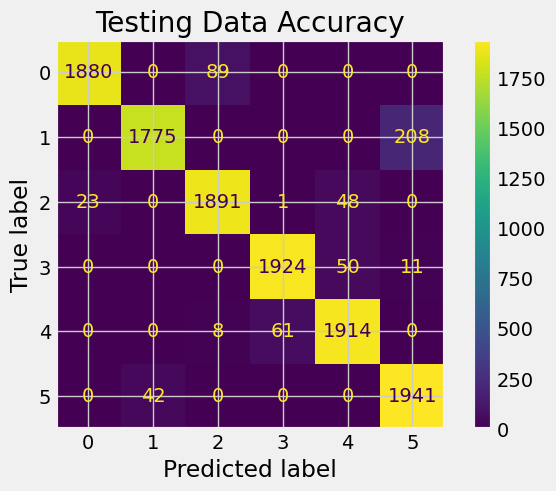 Testing Data Accuracy
0 1880 0 89 0 0 0
1 0 1775 0 0 0 208
2 23 0 1891 1 48 0
3 0 0 0 1924 50 11
4 0 0 8 61 1914 0
5 0 42 0 0 0 1941
0 1 2 3 4 5
Predicted label
True label
1750
1500
1250
1000
750
500
250
0